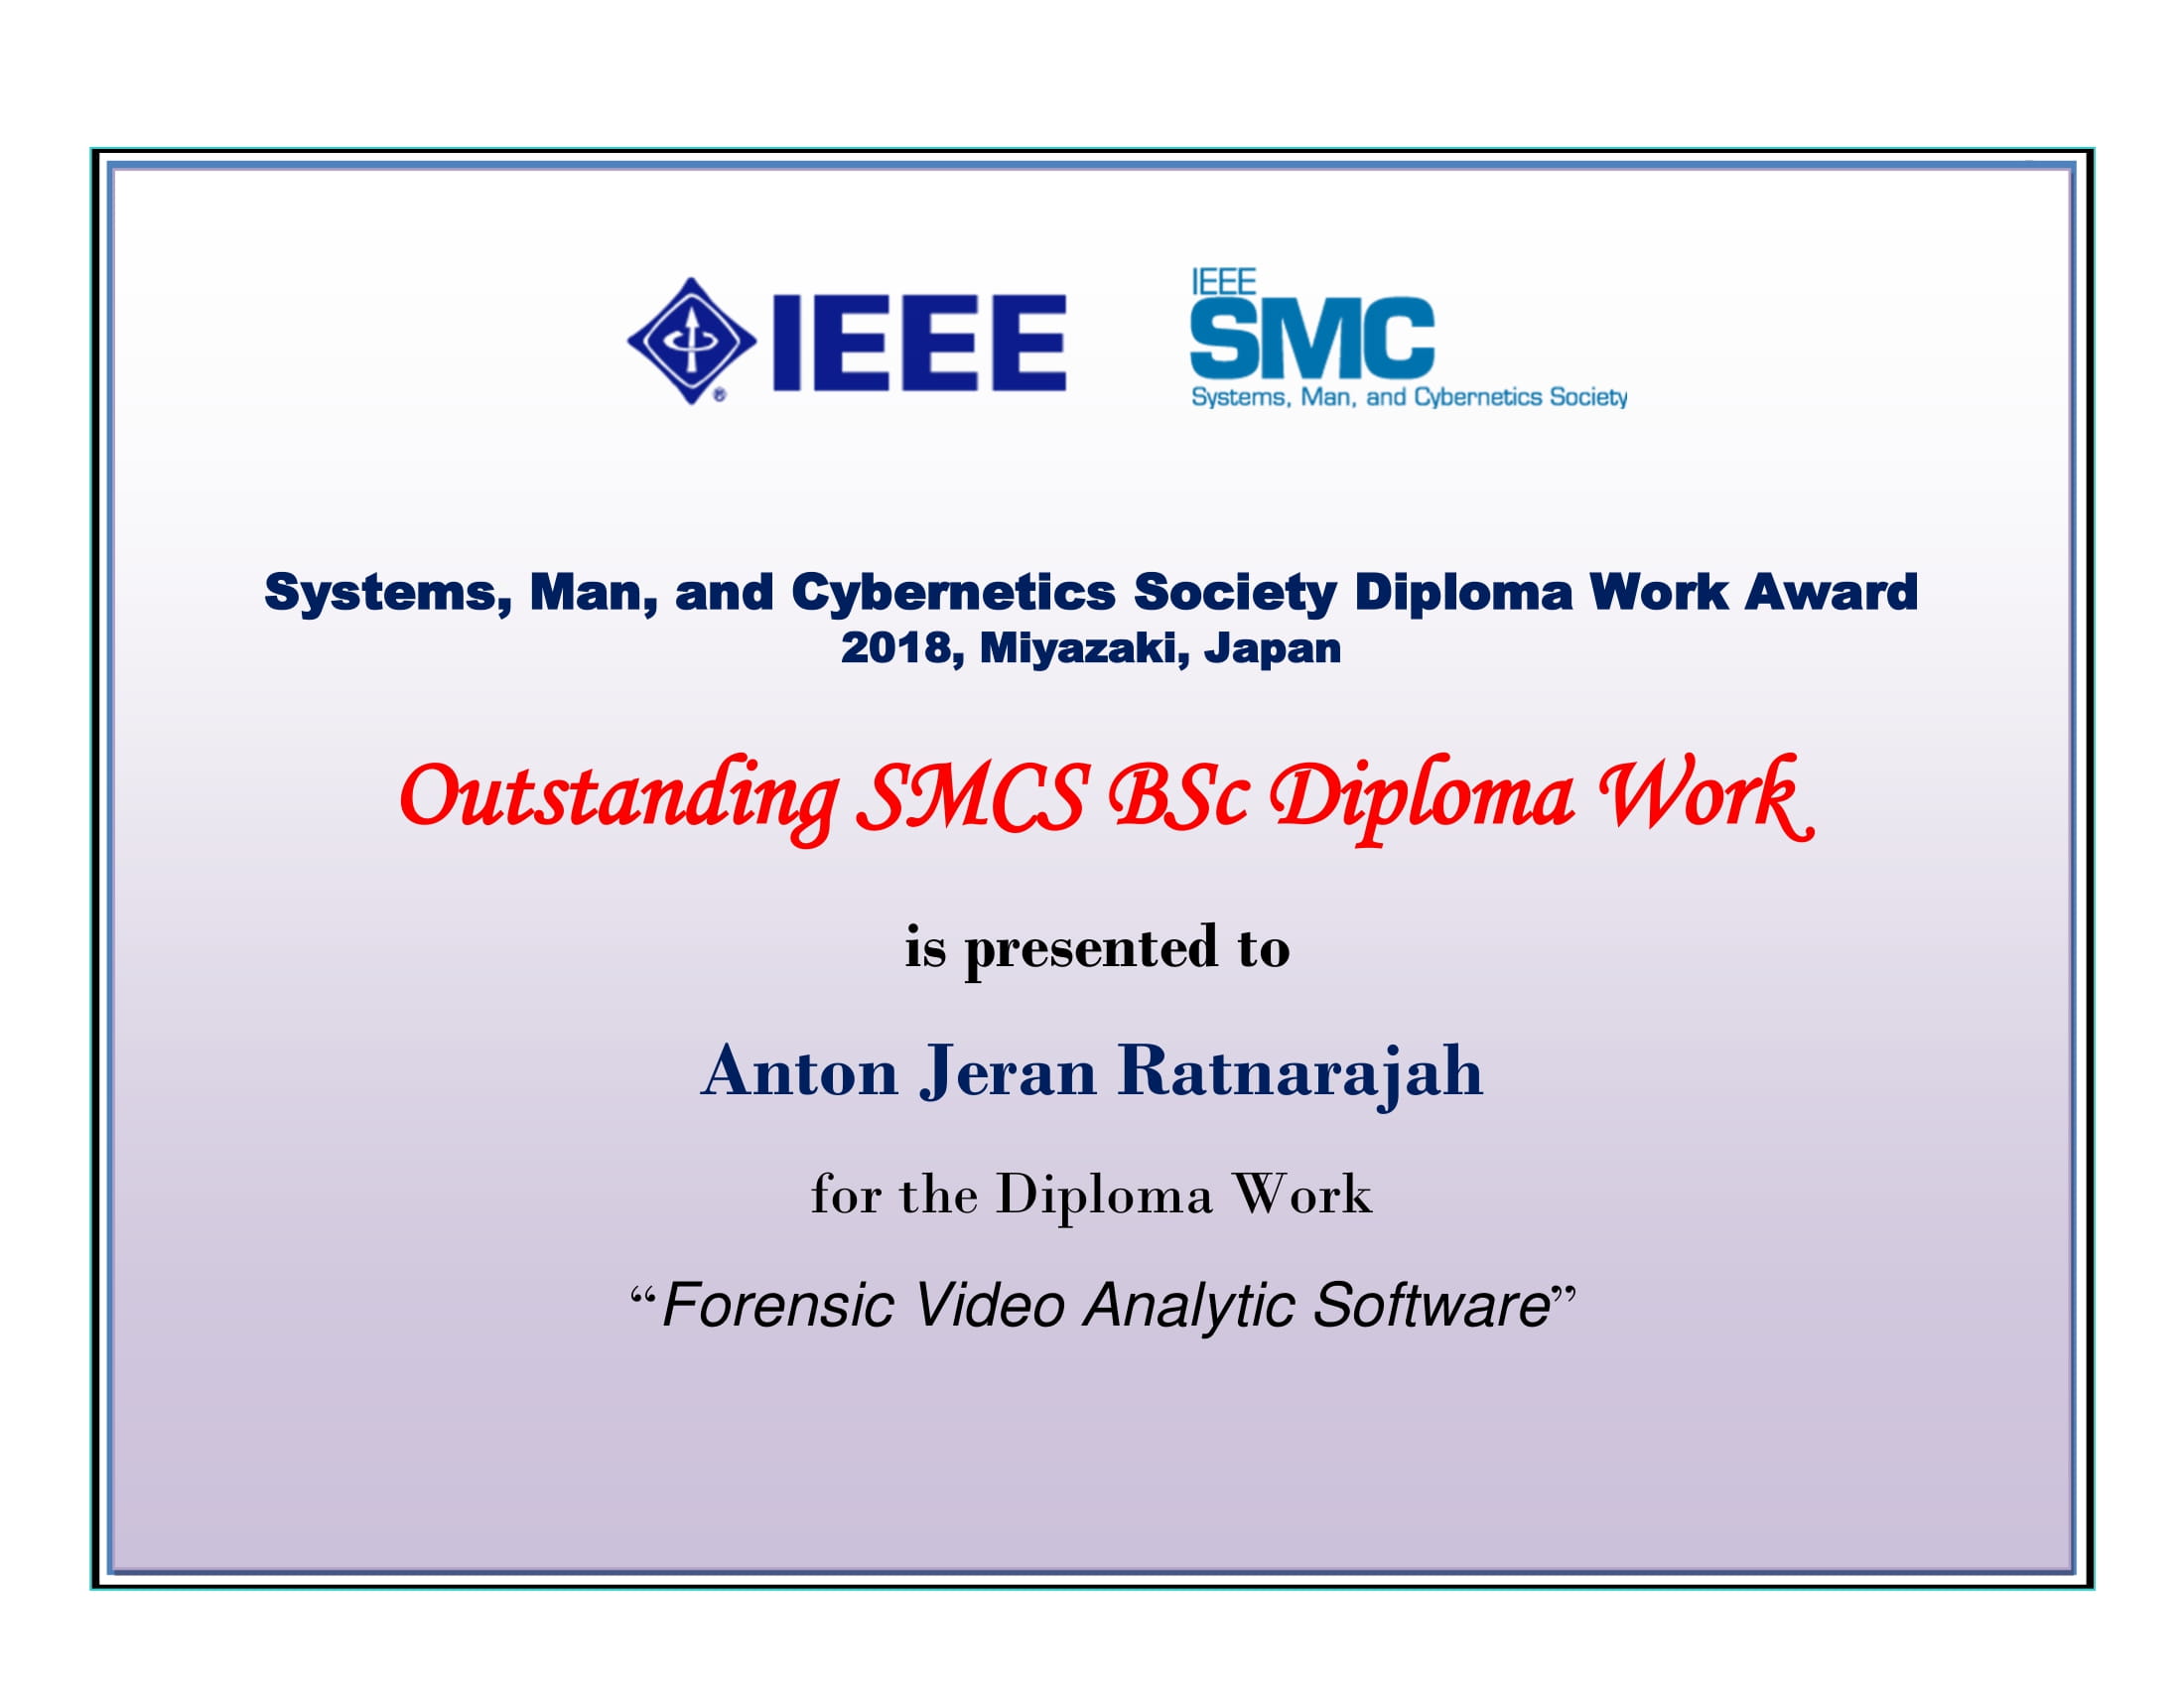 IEEE
IEEE
SMC
Systems, Man, and Cybernetics Society
Systems, Man, and Cybernetics Society Diploma Work Award
2018, Miyazaki, Japan
Outstanding SMCS BSc Diploma Work
is presented to
Anton Jeran Ratnarajah
for the Diploma Work
“Forensic Video Analytic Software”